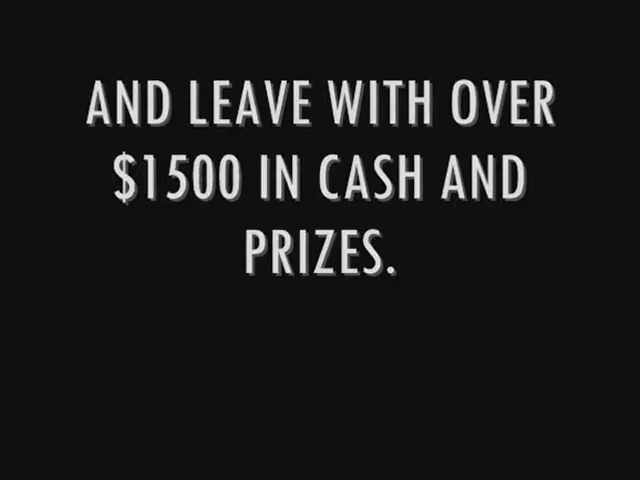 AND LEAVE WITH OVER
$1500 IN CASH AND
PRIZES.